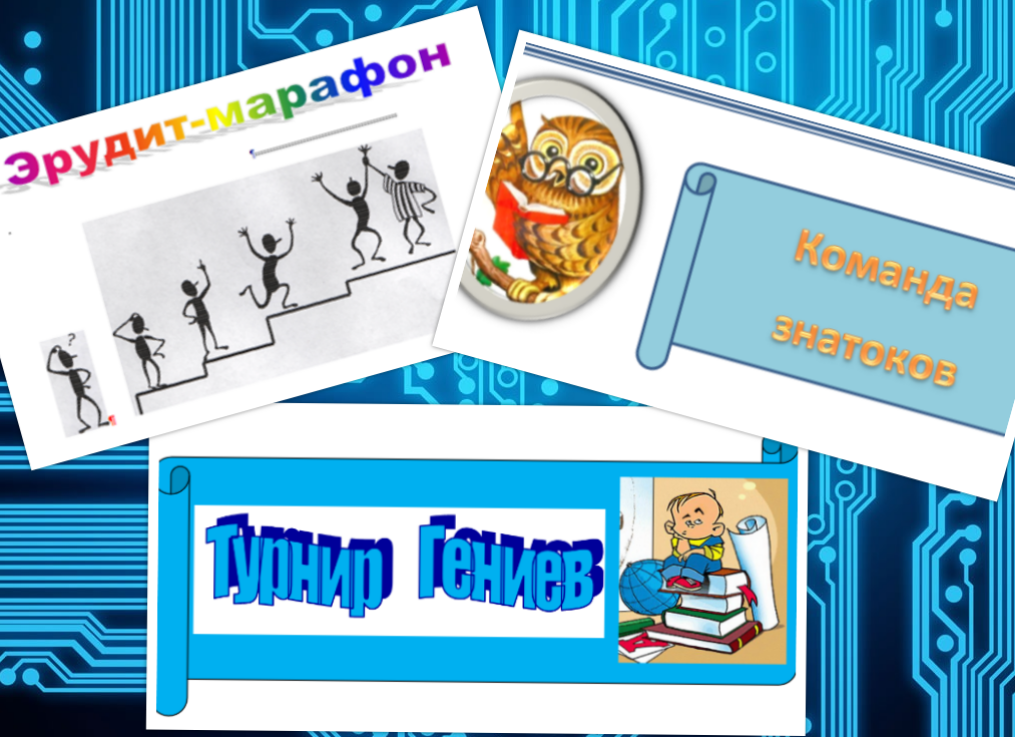 Эрудит-марафон
?
Команда
знатоков
Турнир Гениев